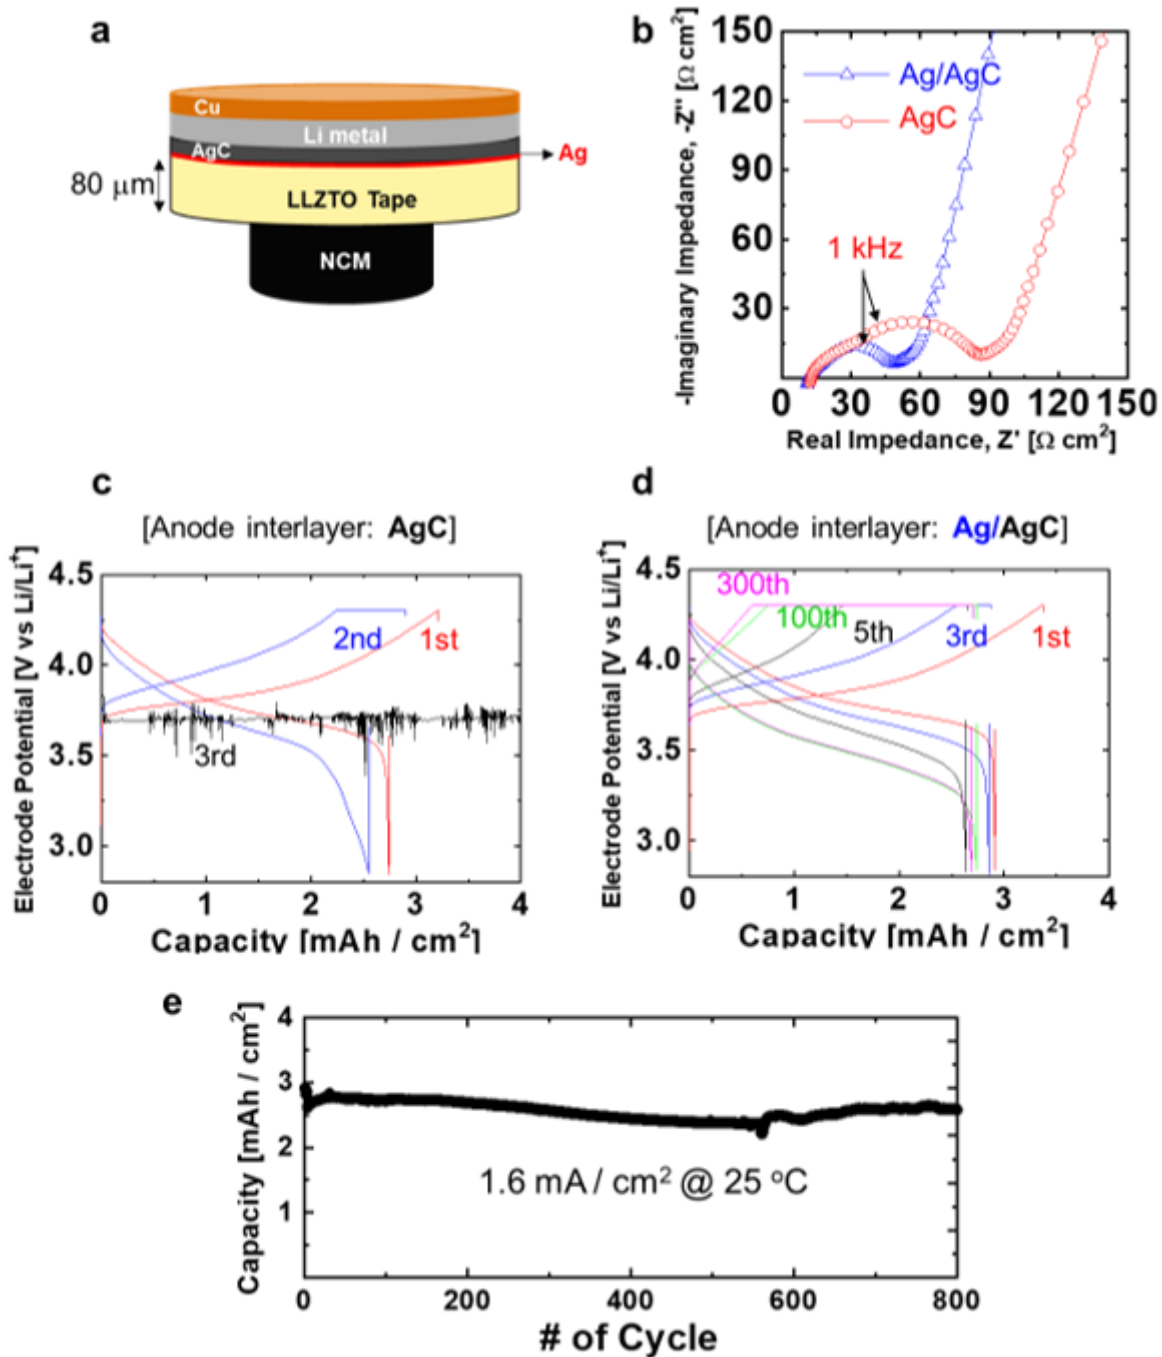 a
Cu
Li metal
AgC
Ag
80 μm
LLZTO Tape
NCM
b
-Imaginary Impedance, -Z'' [Ω cm²]
150
120
90
60
30
Ag/AgC
AgC
1 kHz
0 30 60 90 120 150
Real Impedance, Z' [Ω cm²]
c
[Anode interlayer: AgC]
Electrode Potential [V vs Li/Li⁺]
4.5
4.0
3.5
3.0
2nd
1st
3rd
0 1 2 3 4
Capacity [mAh / cm²]
d
[Anode interlayer: Ag/AgC]
Electrode Potential [V vs Li/Li⁺]
4.5
4.0
3.5
3.0
300th
100th
5th
3rd
1st
0 1 2 3 4
Capacity [mAh / cm²]
e
Capacity [mAh / cm²]
4
3
2
1
1.6 mA / cm² @ 25 °C
0 200 400 600 800
# of Cycle